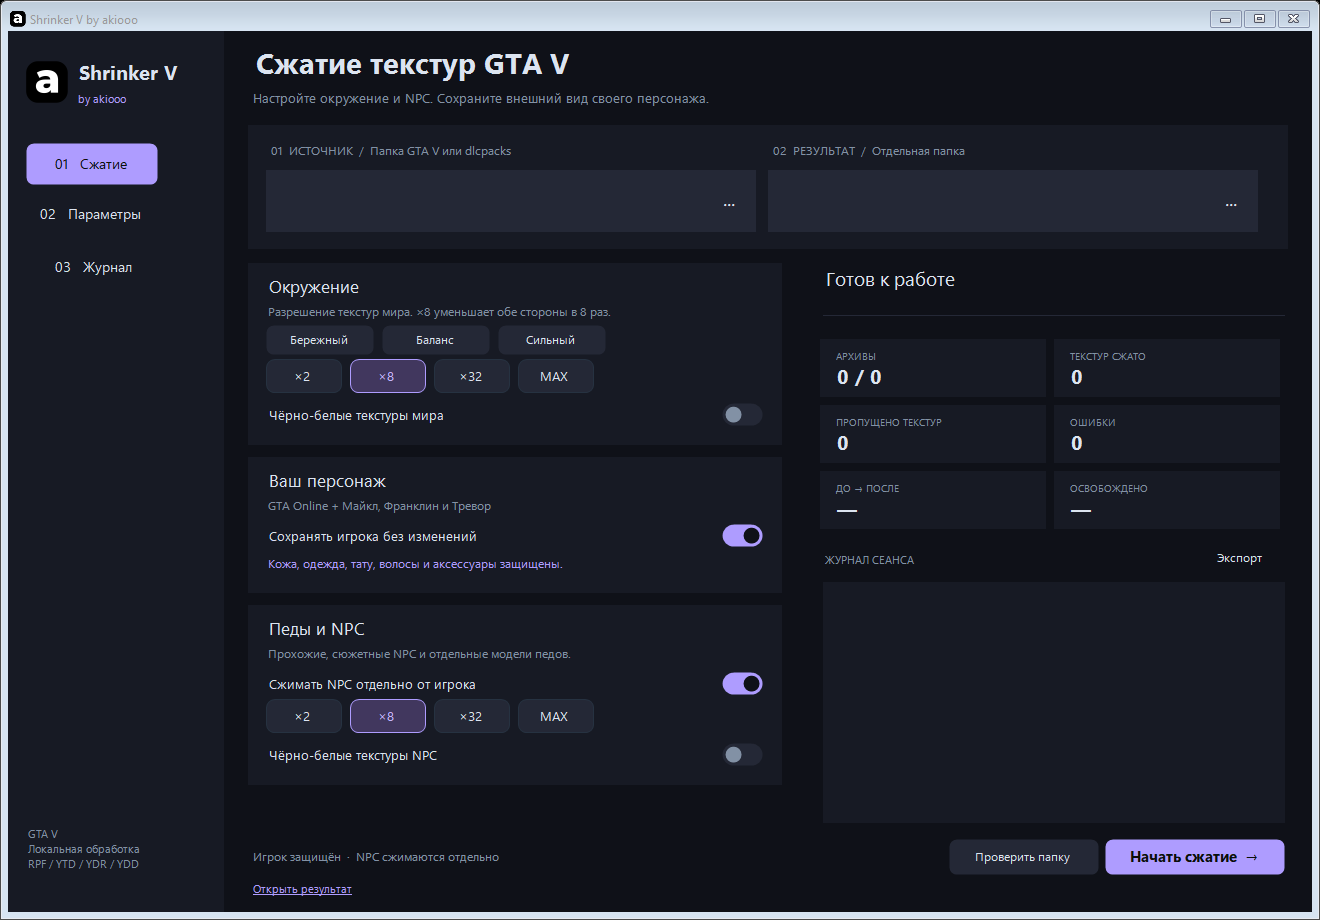 a Shrinker V by akiooo
a Shrinker V
by akiooo
01 Сжатие
02 Параметры
03 Журнал
GTA V
Локальная обработка
RPF / YTD / YDR / YDD
Сжатие текстур GTA V
Настройте окружение и NPC. Сохраните внешний вид своего персонажа.
01 ИСТОЧНИК / Папка GTA V или dlcpacks
...
02 РЕЗУЛЬТАТ / Отдельная папка
...
Окружение
Разрешение текстур мира. ×8 уменьшает обе стороны в 8 раз.
Бережный Баланс Сильный
×2 ×8 ×32 MAX
Чёрно-белые текстуры мира
Ваш персонаж
GTA Online + Майкл, Франклин и Тревор
Сохранять игрока без изменений
Кожа, одежда, тату, волосы и аксессуары защищены.
Педы и NPC
Прохожие, сюжетные NPC и отдельные модели педов.
Сжимать NPC отдельно от игрока
×2 ×8 ×32 MAX
Чёрно-белые текстуры NPC
Игрок защищён · NPC сжимаются отдельно
Открыть результат
Готов к работе
АРХИВЫ
0 / 0
ТЕКСТУР СЖАТО
0
ПРОПУЩЕНО ТЕКСТУР
0
ОШИБКИ
0
ДО → ПОСЛЕ
—
ОСВОБОЖДЕНО
—
ЖУРНАЛ СЕАНСА
Экспорт
Проверить папку
Начать сжатие →